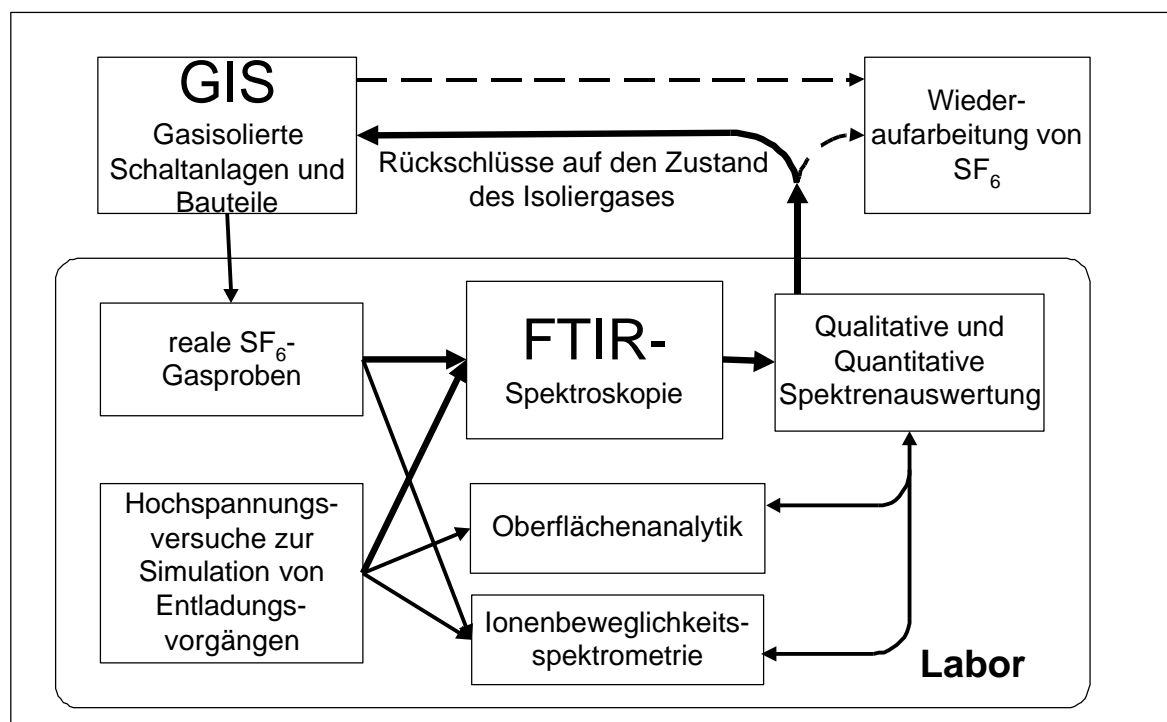 GIS
Gasisolierte
Schaltanlagen und
Bauteile
Wieder-
aufarbeitung von
SF₆
Rückschlüsse auf den Zustand
des Isoliergases
reale SF₆-
Gasproben
FTIR-
Spektroskopie
Qualitative und
Quantitative
Spektrenauswertung
Hochspannungs-
versuche zur
Simulation von
Entladungs-
vorgängen
Oberflächenanalytik
Ionenbeweglichkeits-
spektrometrie
Labor